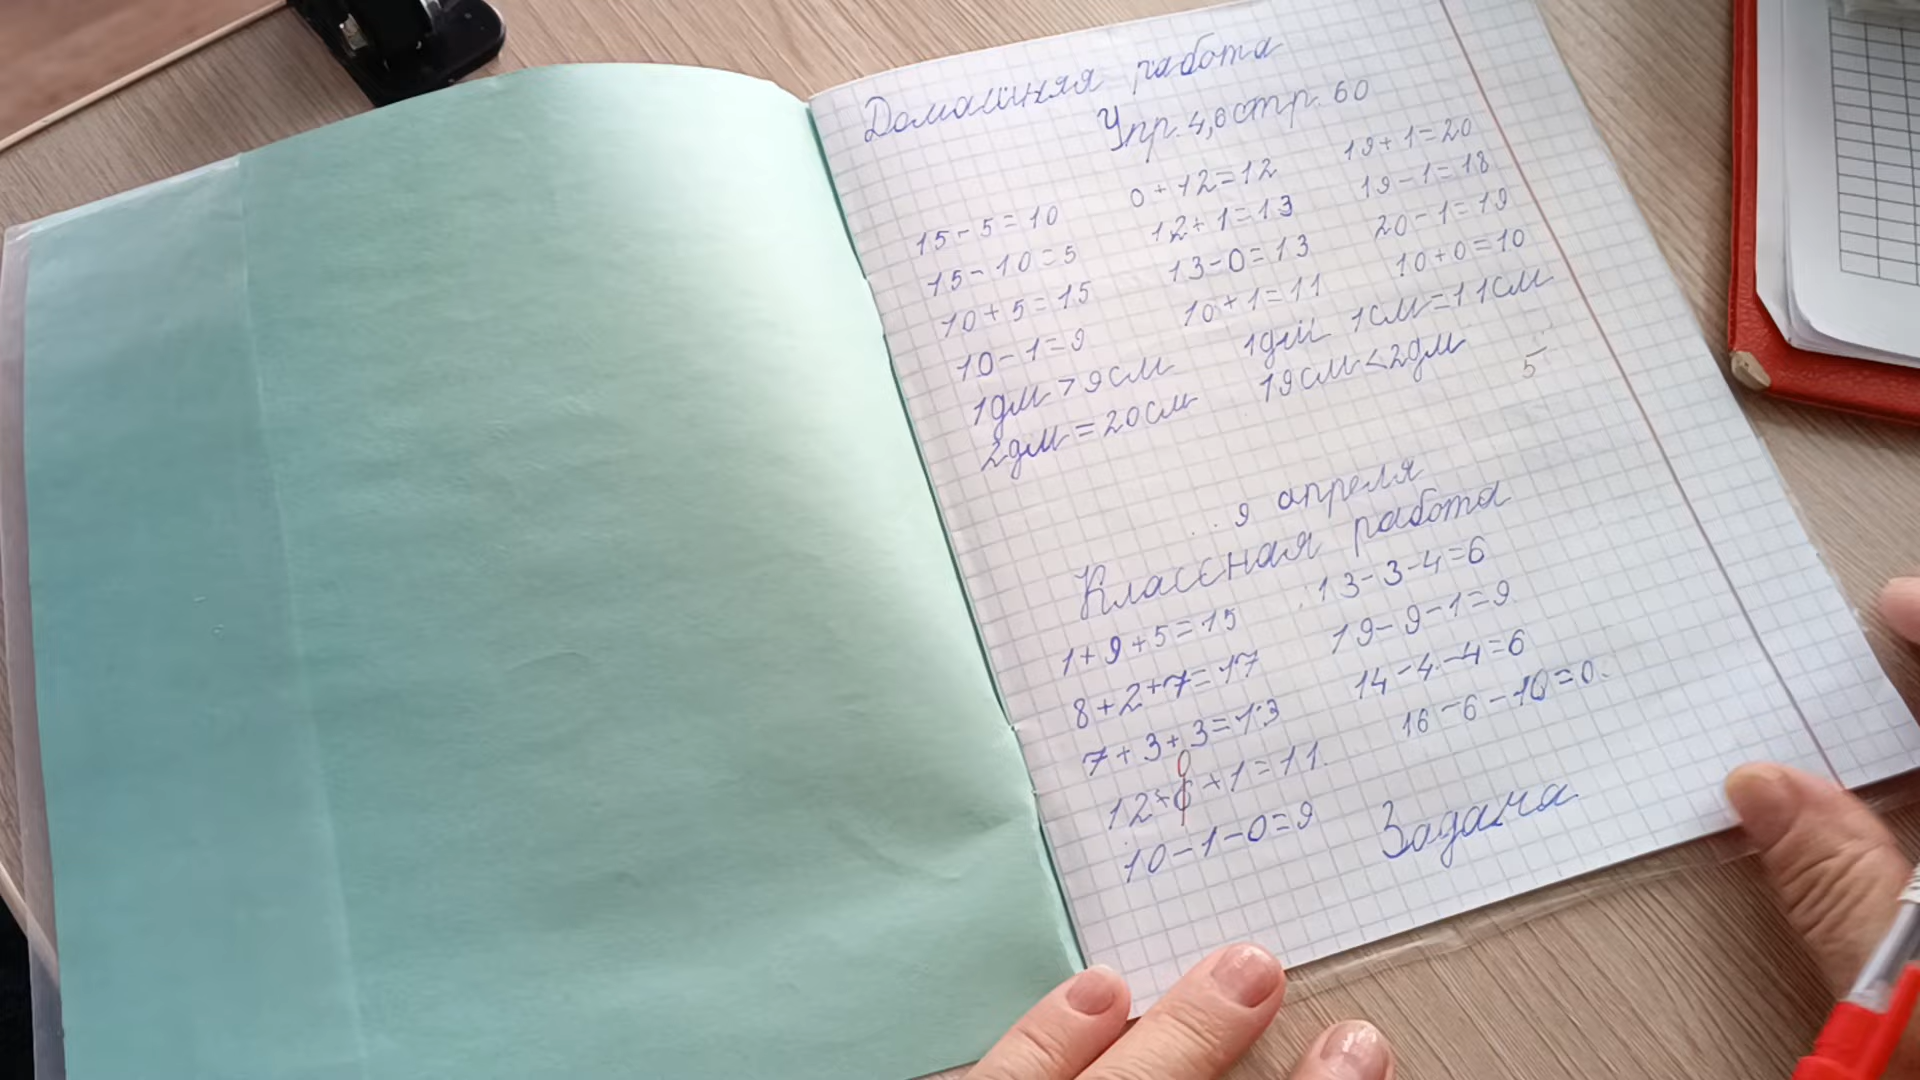 Домашняя работа
Упр. 4,6 стр. 60
15-5=10 0+12=12 19+1=20
15-10=5 12+1=13 19-1=18
10+5=15 13-0=13 20-1=19
10-1=9 10+1=11 10+0=10
1дм>9см 1дм 1см=11см
2дм=20см 19см<2дм
5
9 апреля
Классная работа
1+9+5=15 13-3-4=6
8+2+7=17 19-9-1=9
7+3+3=13 14-4-4=6
0
12+ +1=11 16-6-10=0.
10-1-0=9 Задача